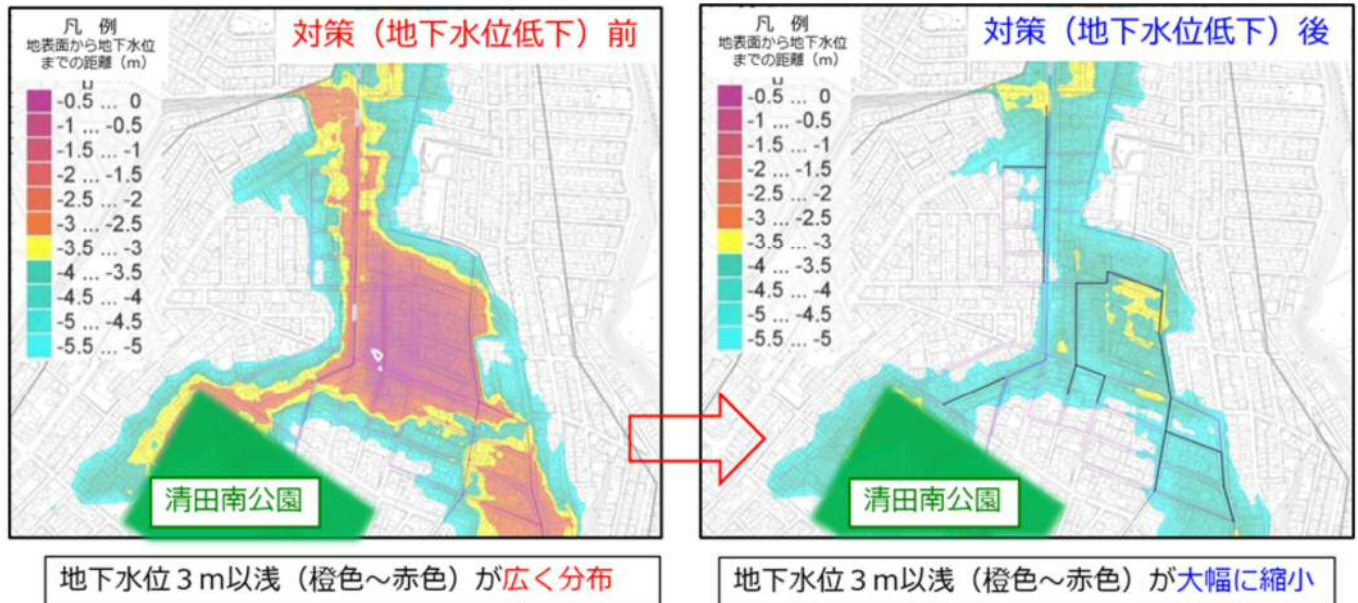 凡 例
地表面から地下水位
までの距離（m）
対策（地下水位低下）前
-0.5 ... 0
-1 ... -0.5
-1.5 ... -1
-2 ... -1.5
-2.5 ... -2
-3 ... -2.5
-3.5 ... -3
-4 ... -3.5
-4.5 ... -4
-5 ... -4.5
-5.5 ... -5
清田南公園
地下水位３ｍ以浅（橙色～赤色）が広く分布
凡 例
地表面から地下水位
までの距離（m）
対策（地下水位低下）後
-0.5 ... 0
-1 ... -0.5
-1.5 ... -1
-2 ... -1.5
-2.5 ... -2
-3 ... -2.5
-3.5 ... -3
-4 ... -3.5
-4.5 ... -4
-5 ... -4.5
-5.5 ... -5
清田南公園
地下水位３ｍ以浅（橙色～赤色）が大幅に縮小